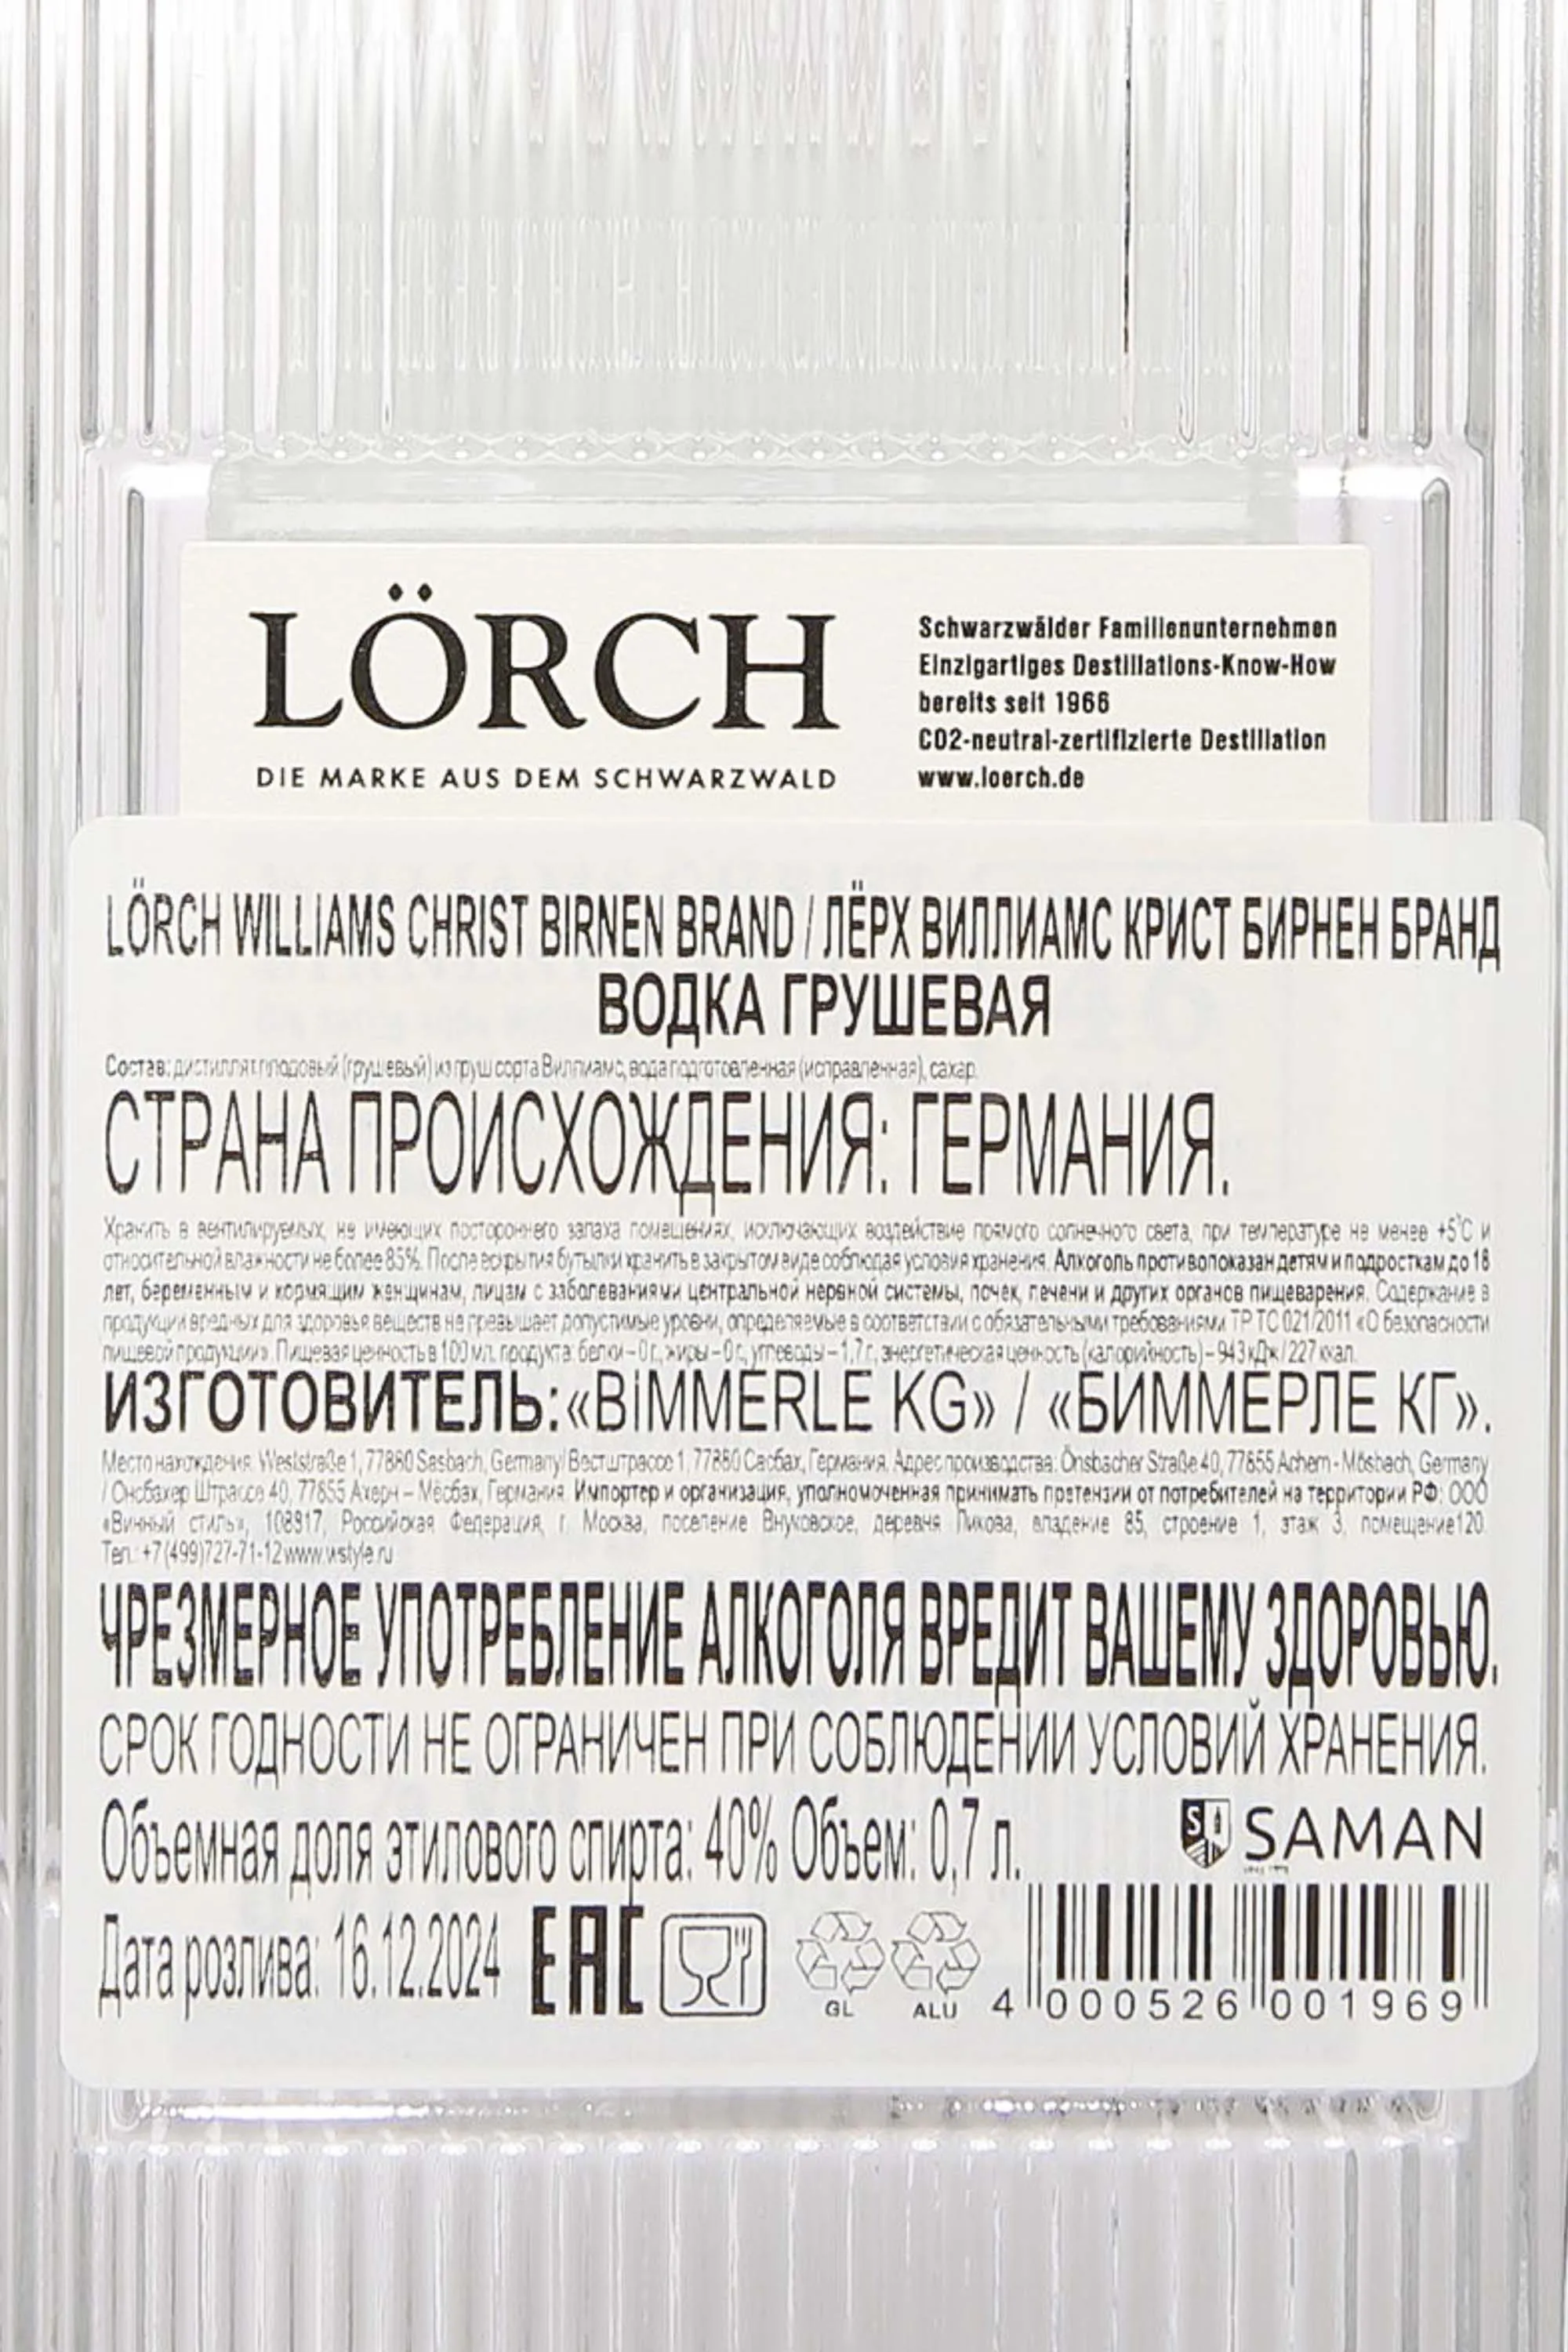 LÖRCH
DIE MARKE AUS DEM SCHWARZWALD
Schwarzwälder Familienunternehmen
Einzigartiges Destillations-Know-How
bereits seit 1966
CO2-neutral-zertifizierte Destillation
www.loerch.de
LÖRCH WILLIAMS CHRIST BIRNEN BRAND / ЛЁРХ ВИЛЛИАМС КРИСТ БИРНЕН БРАНД
ВОДКА ГРУШЕВАЯ
Состав: дистиллят плодовый (грушевый) из груш сорта Виллиамс, вода подготовленная (исправленная), сахар.
СТРАНА ПРОИСХОЖДЕНИЯ: ГЕРМАНИЯ.
Хранить в вентилируемых, не имеющих постороннего запаха помещениях, исключающих воздействие прямого солнечного света, при температуре не менее +5°C и
относительной влажности не более 85%. После вскрытия бутылки хранить в закрытом виде соблюдая условия хранения. Алкоголь противопоказан детям и подросткам до 18
лет, беременным и кормящим женщинам, лицам с заболеваниями центральной нервной системы, почек, печени и других органов пищеварения. Содержание в
продукции вредных для здоровья веществ не превышает допустимые уровни, определяемые в соответствии с обязательными требованиями ТР ТС 021/2011 «О безопасности
пищевой продукции». Пищевая ценность в 100 мл. продукта: белки – 0 г., жиры – 0 г., углеводы – 1,7 г., энергетическая ценность (калорийность) – 943 кДж / 227 ккал.
ИЗГОТОВИТЕЛЬ: «BIMMERLE KG» / «БИММЕРЛЕ КГ».
Место нахождения: Weststraße 1, 77880 Sasbach, Germany/ Вестштрассе 1, 77880 Сасбах, Германия. Адрес производства: Önsbacher Straße 40, 77855 Achern - Mösbach, Germany
/ Онсбахер Штрассе 40, 77855 Ахерн – Мёсбах, Германия. Импортер и организация, уполномоченная принимать претензии от потребителей на территории РФ: ООО
«Винный стиль», 108817, Российская Федерация, г. Москва, поселение Внуковское, деревня Пыхова, владение 85, строение 1, этаж 3, помещение120.
Тел.: +7(499)727-71-12 www.wstyle.ru
ЧРЕЗМЕРНОЕ УПОТРЕБЛЕНИЕ АЛКОГОЛЯ ВРЕДИТ ВАШЕМУ ЗДОРОВЬЮ.
СРОК ГОДНОСТИ НЕ ОГРАНИЧЕН ПРИ СОБЛЮДЕНИИ УСЛОВИЙ ХРАНЕНИЯ.
Объемная доля этилового спирта: 40% Объем: 0,7 л.
SAMAN
Дата розлива: 16.12.2024
EAC
GL
ALU
4 000526 001969